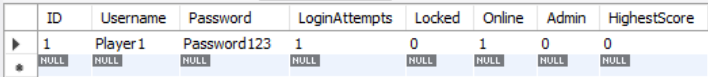 ID Username Password LoginAttempts Locked Online Admin HighestScore
1 Player1 Password123 1 0 1 0 0
NULL NULL NULL NULL NULL NULL NULL NULL